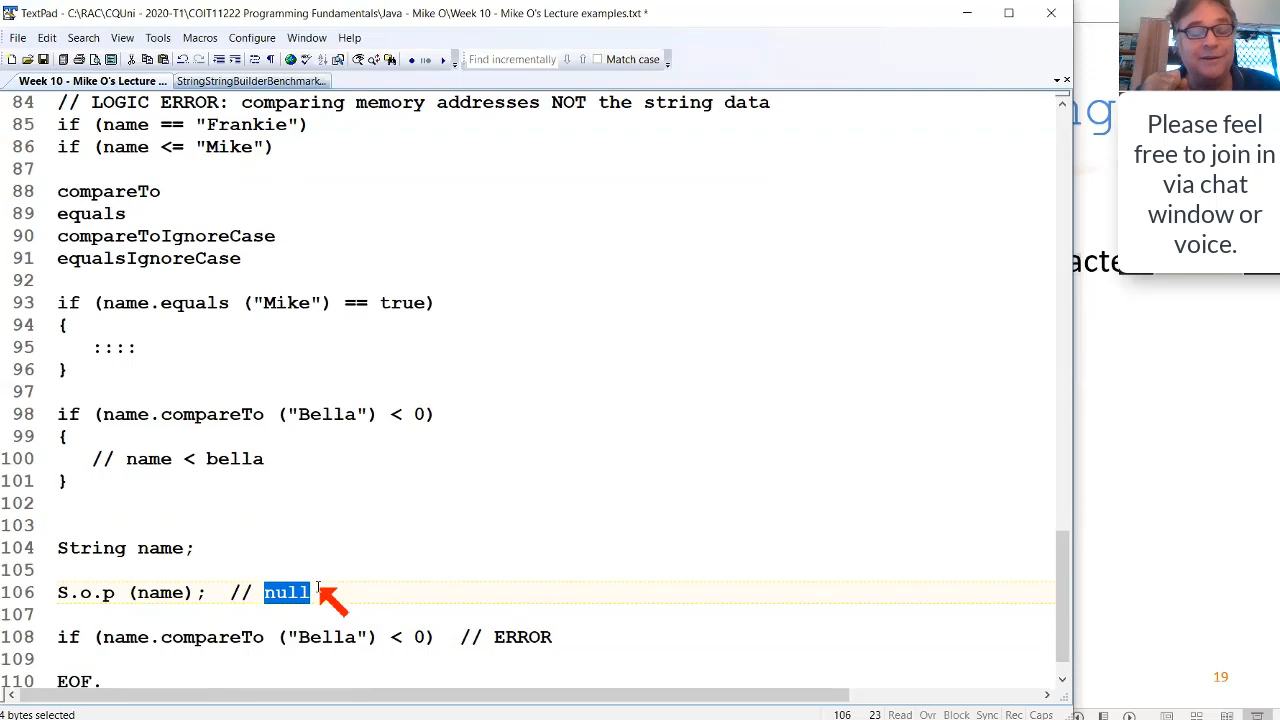 TextPad - C:\RAC\CQUni - 2020-T1\COIT11222 Programming Fundamentals\Java - Mike O\Week 10 - Mike O's Lecture examples.txt *
File Edit Search View Tools Macros Configure Window Help
Find incrementally Match case
Week 10 - Mike O's Lecture ... StringStringBuilderBenchmark...
84 // LOGIC ERROR: comparing memory addresses NOT the string data
85 if (name == "Frankie")
86 if (name <= "Mike")
87
88 compareTo
89 equals
90 compareToIgnoreCase
91 equalsIgnoreCase
92
93 if (name.equals ("Mike") == true)
94 {
95 ::::
96 }
97
98 if (name.compareTo ("Bella") < 0)
99 {
100 // name < bella
101 }
102
103
104 String name;
105
106 S.o.p (name); // null
107
108 if (name.compareTo ("Bella") < 0) // ERROR
109
110 EOF.
4 bytes selected 106 23 Read Ovr Block Sync Rec Caps
ng
Please feel
free to join in
via chat
window or
voice.
acte
19